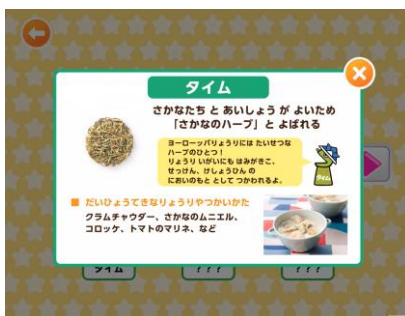 タイム
さかなたち と あいしょう が よいため
「さかなのハーブ」と よばれる
ヨーロッパりょうりには たいせつな
ハーブのひとつ!
りょうり いがいにも はみがきこ、
せっけん、けしょうひん の
においのもと として つかわれるよ。
タイム
■ だいひょうてきなりょうりやつかいかた
クラムチャウダー、さかなのムニエル、
コロッケ、トマトのマリネ、など
タイム
???
???